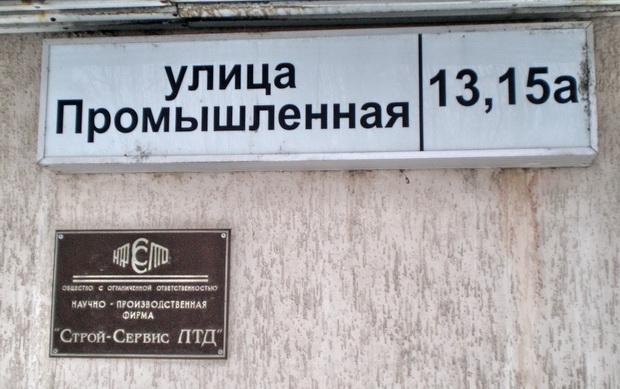 улица
Промышленная
13,15а
ОБЩЕСТВО С ОГРАНИЧЕННОЙ ОТВЕТСТВЕННОСТЬЮ
НАУЧНО - ПРОИЗВОДСТВЕННАЯ
ФИРМА
"СТРОЙ-СЕРВИС ЛТД"